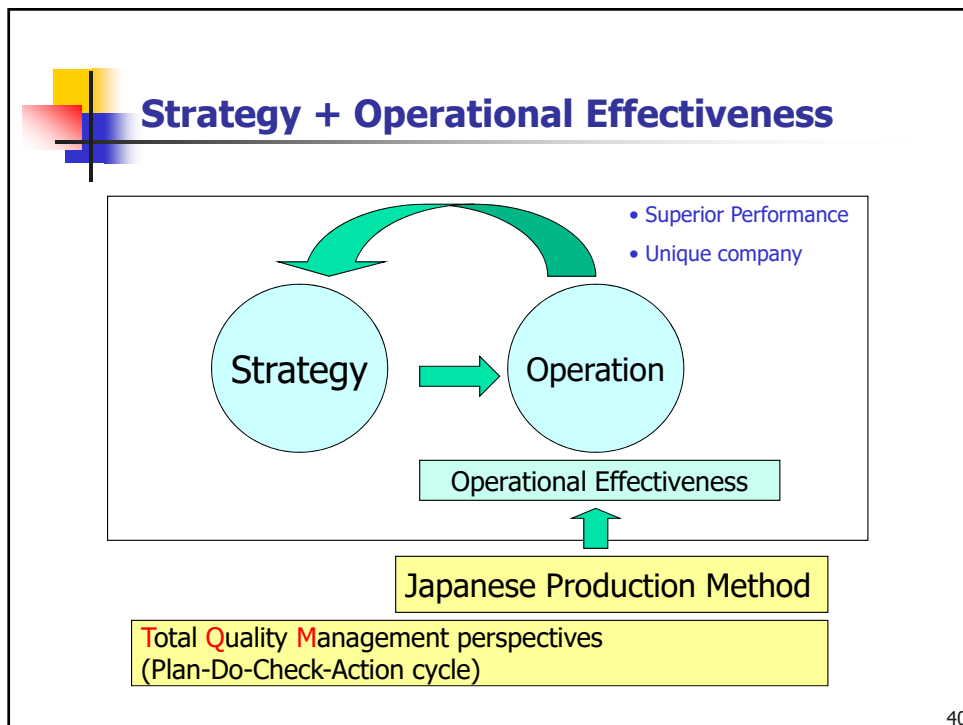 Strategy + Operational Effectiveness
• Superior Performance
• Unique company
Strategy
Operation
Operational Effectiveness
Japanese Production Method
Total Quality Management perspectives
(Plan-Do-Check-Action cycle)
40